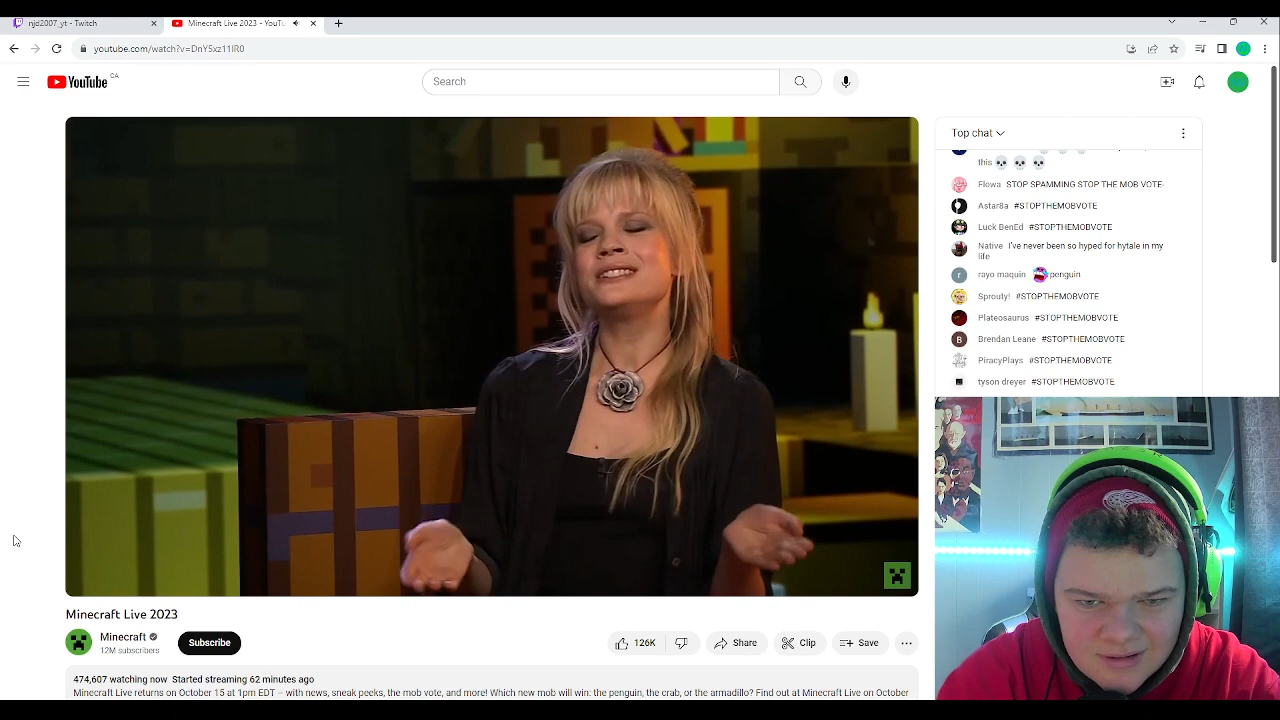 njd2007_yt - Twitch
Minecraft Live 2023 - YouTu
youtube.com/watch?v=DnY5xz11IR0
YouTube CA
Search
Top chat
this
Flowa STOP SPAMMING STOP THE MOB VOTE-
Astar8a #STOPTHEMOBVOTE
Luck BenEd #STOPTHEMOBVOTE
Native I've never been so hyped for hytale in my
life
rayo maquin penguin
Sprouty! #STOPTHEMOBVOTE
Plateosaurus #STOPTHEMOBVOTE
B Brendan Leane #STOPTHEMOBVOTE
PiracyPlays #STOPTHEMOBVOTE
tyson dreyer #STOPTHEMOBVOTE
Minecraft Live 2023
Minecraft
12M subscribers
Subscribe
126K
Share
Clip
Save
474,607 watching now Started streaming 62 minutes ago
Minecraft Live returns on October 15 at 1pm EDT – with news, sneak peeks, the mob vote, and more! Which new mob will win: the penguin, the crab, or the armadillo? Find out at Minecraft Live on October